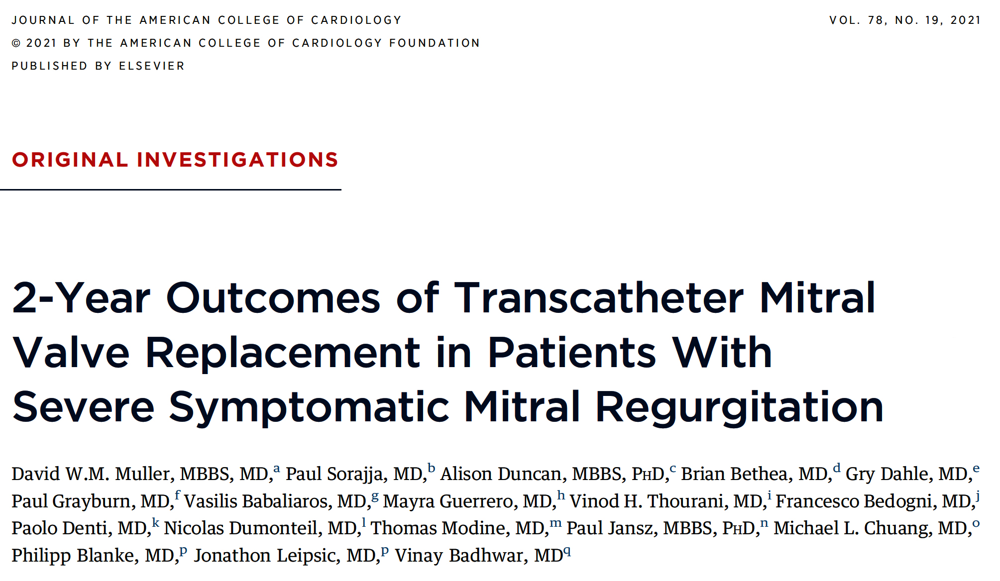 JOURNAL OF THE AMERICAN COLLEGE OF CARDIOLOGY VOL. 78, NO. 19, 2021
© 2021 BY THE AMERICAN COLLEGE OF CARDIOLOGY FOUNDATION
PUBLISHED BY ELSEVIER
ORIGINAL INVESTIGATIONS
2-Year Outcomes of Transcatheter Mitral
Valve Replacement in Patients With
Severe Symptomatic Mitral Regurgitation
David W.M. Muller, MBBS, MD,a Paul Sorajja, MD,b Alison Duncan, MBBS, PHD,c Brian Bethea, MD,d Gry Dahle, MD,e
Paul Grayburn, MD,f Vasilis Babaliaros, MD,g Mayra Guerrero, MD,h Vinod H. Thourani, MD,i Francesco Bedogni, MD,j
Paolo Denti, MD,k Nicolas Dumonteil, MD,l Thomas Modine, MD,m Paul Jansz, MBBS, PHD,n Michael L. Chuang, MD,o
Philipp Blanke, MD,p Jonathon Leipsic, MD,p Vinay Badhwar, MDq